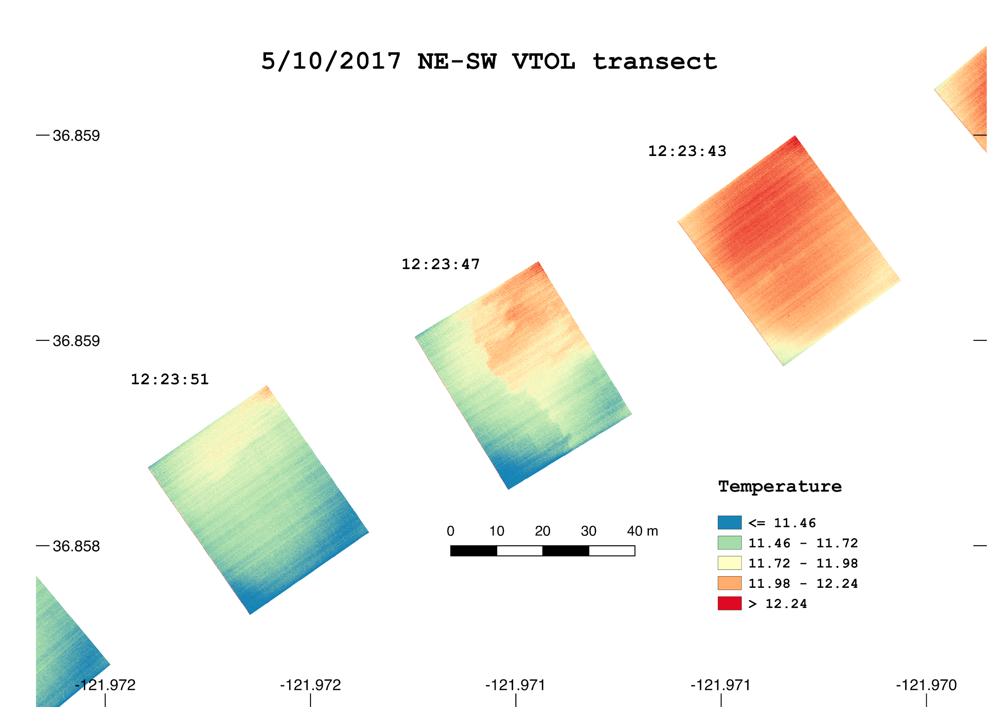 5/10/2017 NE-SW VTOL transect
36.859
12:23:43
12:23:47
36.859
12:23:51
Temperature
<= 11.46
0 10 20 30 40 m
36.858
11.46 - 11.72
11.72 - 11.98
11.98 - 12.24
> 12.24
-121.972 -121.972 -121.971 -121.971 -121.970